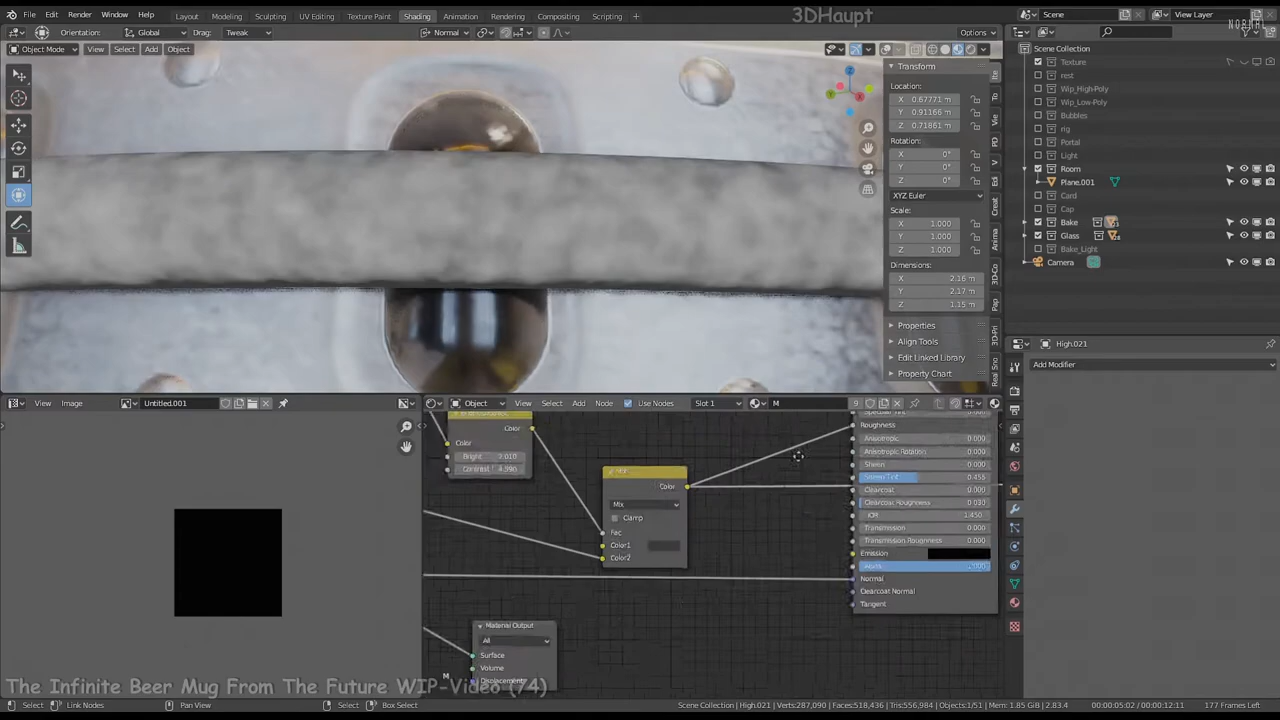 File Edit Render Window Help Layout Modeling Sculpting UV Editing Texture Paint Shading Animation Rendering Compositing Scripting + 3DHaupt Scene View Layer
NORMAL
Orientation: Global Drag: Tweak Normal Options
Object Mode View Select Add Object
Transform
Location:
X 0.67771 m
Y 0.91166 m
Z 0.71861 m
Rotation:
X 0°
Y 0°
Z 0°
XYZ Euler
Scale:
X 1.000
Y 1.000
Z 1.000
Dimensions:
X 2.16 m
Y 2.17 m
Z 1.15 m
Properties
Align Tools
Edit Linked Library
Property Chart
Scene Collection
Texture
rest
Wip_High-Poly
Wip_Low-Poly
Bubbles
rig
Portal
Light
Room
Plane.001
Card
Cap
Bake
Glass
Bake_Light
Camera
High.021
Add Modifier
View Image Untitled.001
Object View Select Add Node Use Nodes Slot 1 M 9
Color
Color
Bright
Contrast 4.396
Color
Mix
Clamp
Fac
Color1
Color2
Material Output
All
Surface
Volume
Displacement
Roughness
Anisotropic 0.000
Anisotropic Rotation 0.000
Sheen 0.000
Sheen Tint 0.455
Clearcoat 0.000
Clearcoat Roughness 0.030
IOR 1.450
Transmission 0.000
Transmission Roughness 0.000
Emission
Normal
Clearcoat Normal
Tangent
M
The Infinite Beer Mug From The Future WIP-Video (74)
Select Link Nodes Pan View Select Box Select Scene Collection | High.021 | Verts:287,090 | Faces:518,436 | Tris:556,984 | Objects:1/51 | Mem: 1.85 GiB | 2.83.4
00:00:05:02 / 00:00:12:11 177 Frames Left